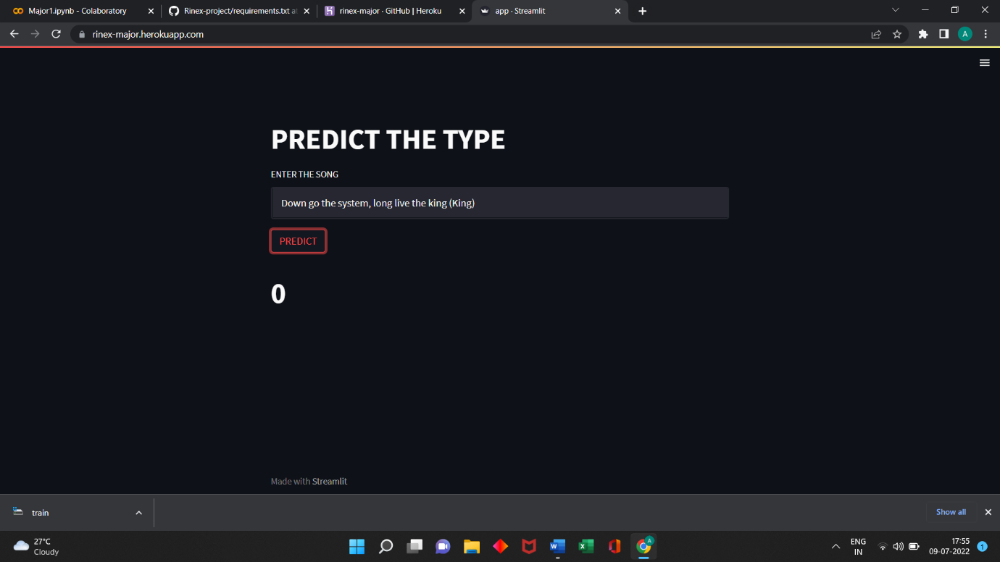 Major1.ipynb - Colaboratory
Rinex-project/requirements.txt at
rinex-major · GitHub | Heroku
app · Streamlit
rinex-major.herokuapp.com
A
PREDICT THE TYPE
ENTER THE SONG
Down go the system, long live the king (King)
PREDICT
0
Made with Streamlit
train
Show all
27°C
Cloudy
ENG
IN
17:55
09-07-2022
1